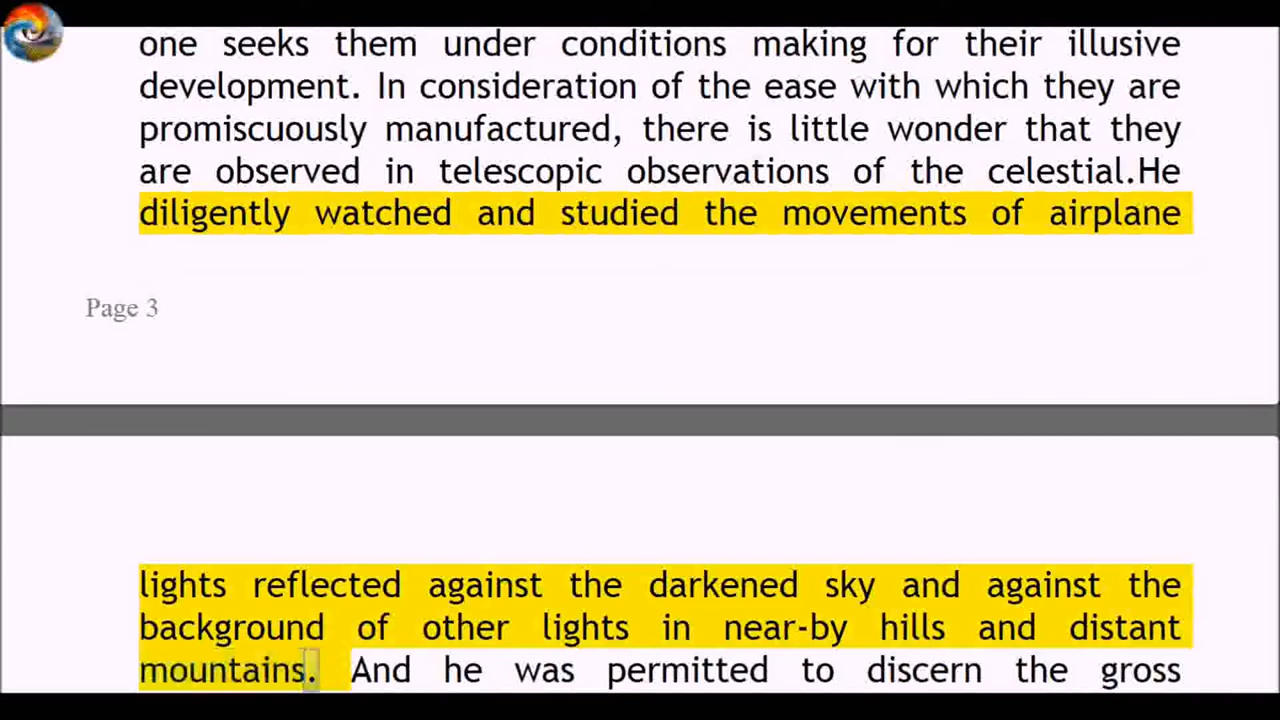 one seeks them under conditions making for their illusive
development. In consideration of the ease with which they are
promiscuously manufactured, there is little wonder that they
are observed in telescopic observations of the celestial.He
diligently watched and studied the movements of airplane
Page 3
lights reflected against the darkened sky and against the
background of other lights in near-by hills and distant
mountains. And he was permitted to discern the gross